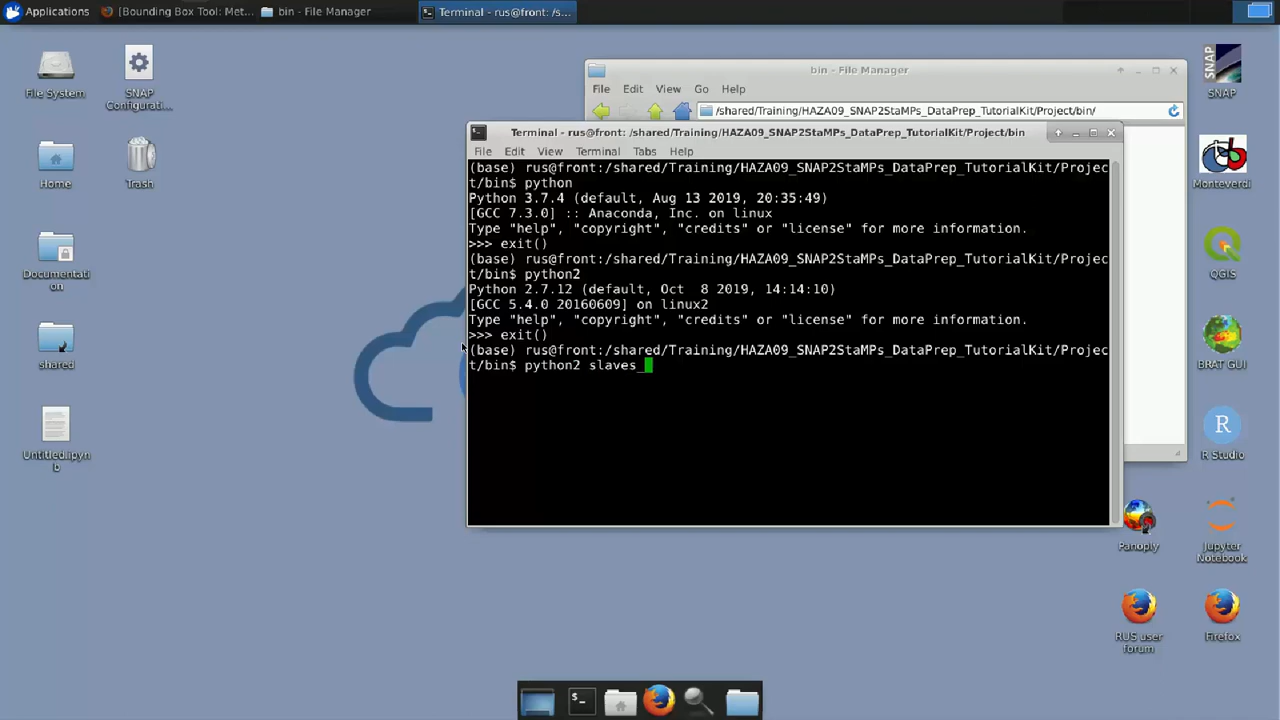 Applications
[Bounding Box Tool: Met...
bin - File Manager
Terminal - rus@front: /s...
File System
SNAP
Configurati...
Home
Trash
Documentati
on
shared
Untitled.ipyn
b
bin - File Manager
File Edit View Go Help
/shared/Training/HAZA09_SNAP2StaMPs_DataPrep_TutorialKit/Project/bin/
Terminal - rus@front: /shared/Training/HAZA09_SNAP2StaMPs_DataPrep_TutorialKit/Project/bin
File Edit View Terminal Tabs Help
(base) rus@front:/shared/Training/HAZA09_SNAP2StaMPs_DataPrep_TutorialKit/Projec
t/bin$ python
Python 3.7.4 (default, Aug 13 2019, 20:35:49)
[GCC 7.3.0] :: Anaconda, Inc. on linux
Type "help", "copyright", "credits" or "license" for more information.
>>> exit()
(base) rus@front:/shared/Training/HAZA09_SNAP2StaMPs_DataPrep_TutorialKit/Projec
t/bin$ python2
Python 2.7.12 (default, Oct  8 2019, 14:14:10)
[GCC 5.4.0 20160609] on linux2
Type "help", "copyright", "credits" or "license" for more information.
>>> exit()
(base) rus@front:/shared/Training/HAZA09_SNAP2StaMPs_DataPrep_TutorialKit/Projec
t/bin$ python2 slaves_
SNAP
SNAP
Monteverdi
QGIS
BRAT GUI
R
R Studio
Panoply
Jupyter
Notebook
RUS user
forum
Firefox